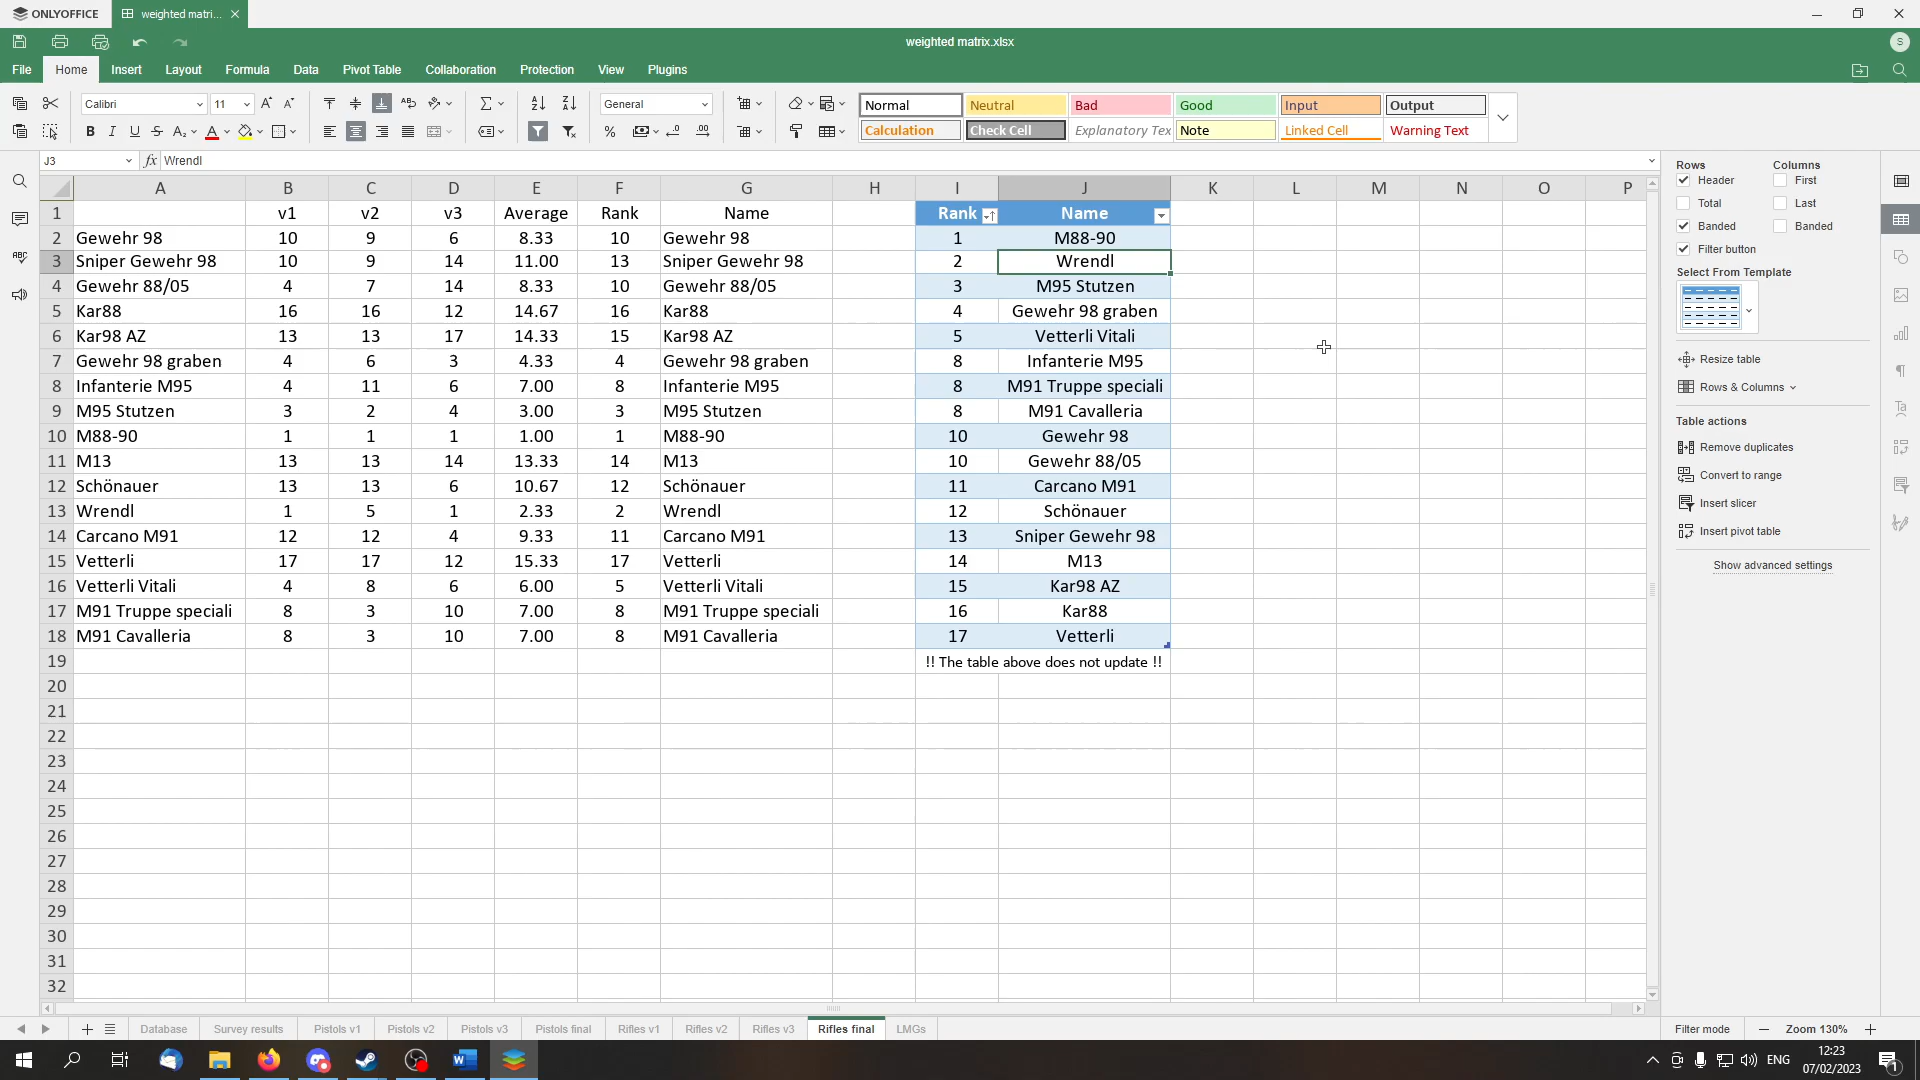 ONLYOFFICE weighted matri...
weighted matrix.xlsx S
File Home Insert Layout Formula Data Pivot Table Collaboration Protection View Plugins
Calibri 11 General Normal Neutral Bad Good Input Output
Calculation Check Cell Explanatory Tex Note Linked Cell Warning Text
J3 fx Wrendl
A B C D E F G H I J K L M N O P
1 v1 v2 v3 Average Rank Name Rank Name
2 Gewehr 98 10 9 6 8.33 10 Gewehr 98 1 M88-90
3 Sniper Gewehr 98 10 9 14 11.00 13 Sniper Gewehr 98 2 Wrendl
4 Gewehr 88/05 4 7 14 8.33 10 Gewehr 88/05 3 M95 Stutzen
5 Kar88 16 16 12 14.67 16 Kar88 4 Gewehr 98 graben
6 Kar98 AZ 13 13 17 14.33 15 Kar98 AZ 5 Vetterli Vitali
7 Gewehr 98 graben 4 6 3 4.33 4 Gewehr 98 graben 8 Infanterie M95
8 Infanterie M95 4 11 6 7.00 8 Infanterie M95 8 M91 Truppe speciali
9 M95 Stutzen 3 2 4 3.00 3 M95 Stutzen 8 M91 Cavalleria
10 M88-90 1 1 1 1.00 1 M88-90 10 Gewehr 98
11 M13 13 13 14 13.33 14 M13 10 Gewehr 88/05
12 Schönauer 13 13 6 10.67 12 Schönauer 11 Carcano M91
13 Wrendl 1 5 1 2.33 2 Wrendl 12 Schönauer
14 Carcano M91 12 12 4 9.33 11 Carcano M91 13 Sniper Gewehr 98
15 Vetterli 17 17 12 15.33 17 Vetterli 14 M13
16 Vetterli Vitali 4 8 6 6.00 5 Vetterli Vitali 15 Kar98 AZ
17 M91 Truppe speciali 8 3 10 7.00 8 M91 Truppe speciali 16 Kar88
18 M91 Cavalleria 8 3 10 7.00 8 M91 Cavalleria 17 Vetterli
19 !! The table above does not update !!
20
21
22
23
24
25
26
27
28
29
30
31
32
Rows Columns
Header First
Total Last
Banded Banded
Filter button
Select From Template
Resize table
Rows & Columns
Table actions
Remove duplicates
Convert to range
Insert slicer
Insert pivot table
Show advanced settings
Database Survey results Pistols v1 Pistols v2 Pistols v3 Pistols final Rifles v1 Rifles v2 Rifles v3 Rifles final LMGs Filter mode Zoom 130%
ENG 12:23
07/02/2023 1